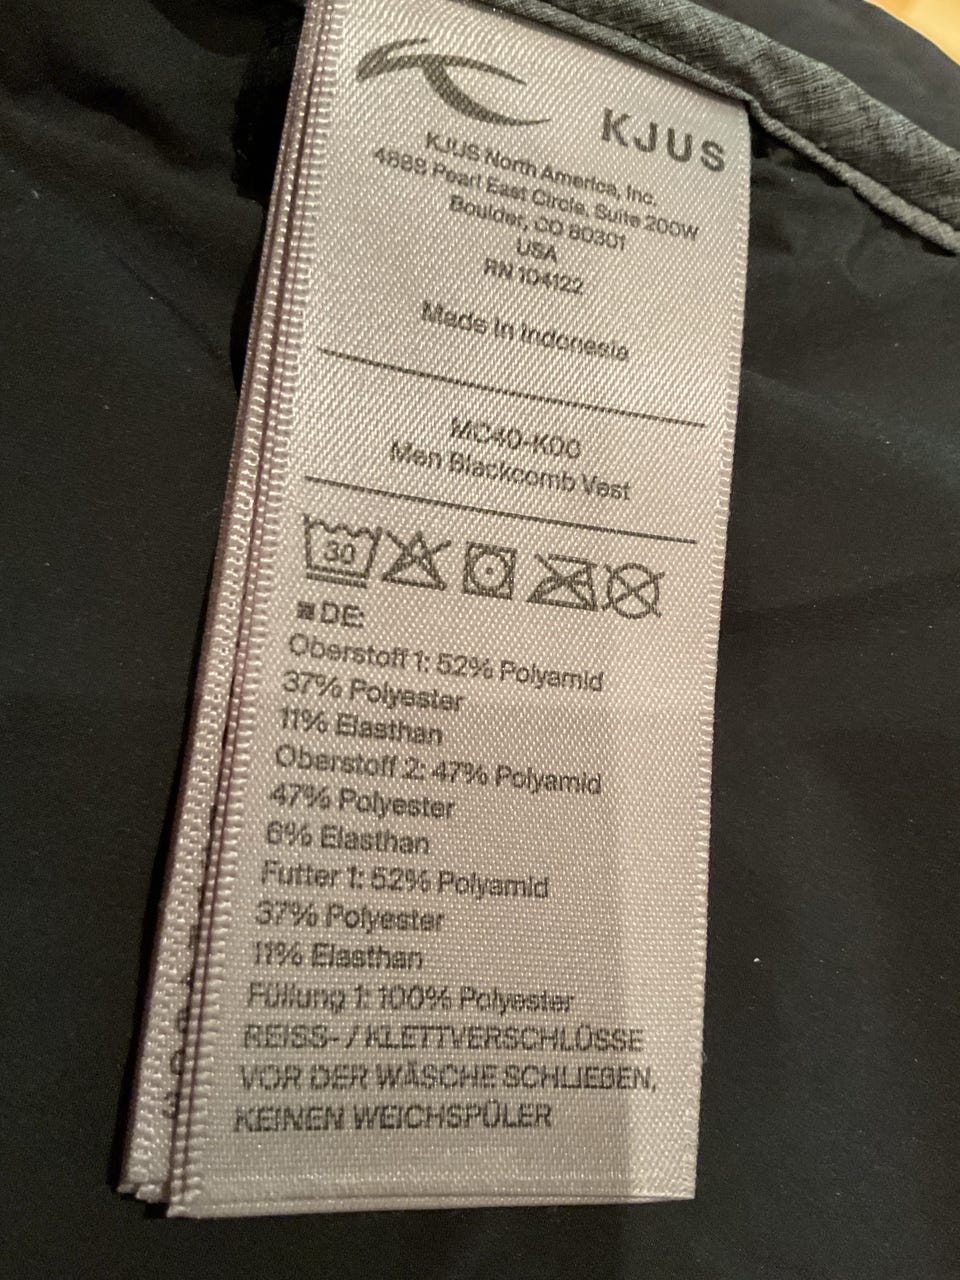 KJUS
KJUS North America, Inc.
4888 Pearl East Circle, Suite 200W
Boulder, CO 80301
USA
RN 104122
Made in Indonesia
MC40-K00
Men Blackcomb Vest
30
DE:
Oberstoff 1: 52% Polyamid
37% Polyester
11% Elasthan
Oberstoff 2: 47% Polyamid
47% Polyester
6% Elasthan
Futter 1: 52% Polyamid
37% Polyester
11% Elasthan
Füllung 1: 100% Polyester
REISS- / KLETTVERSCHLÜSSE
VOR DER WÄSCHE SCHLIEßEN,
KEINEN WEICHSPÜLER